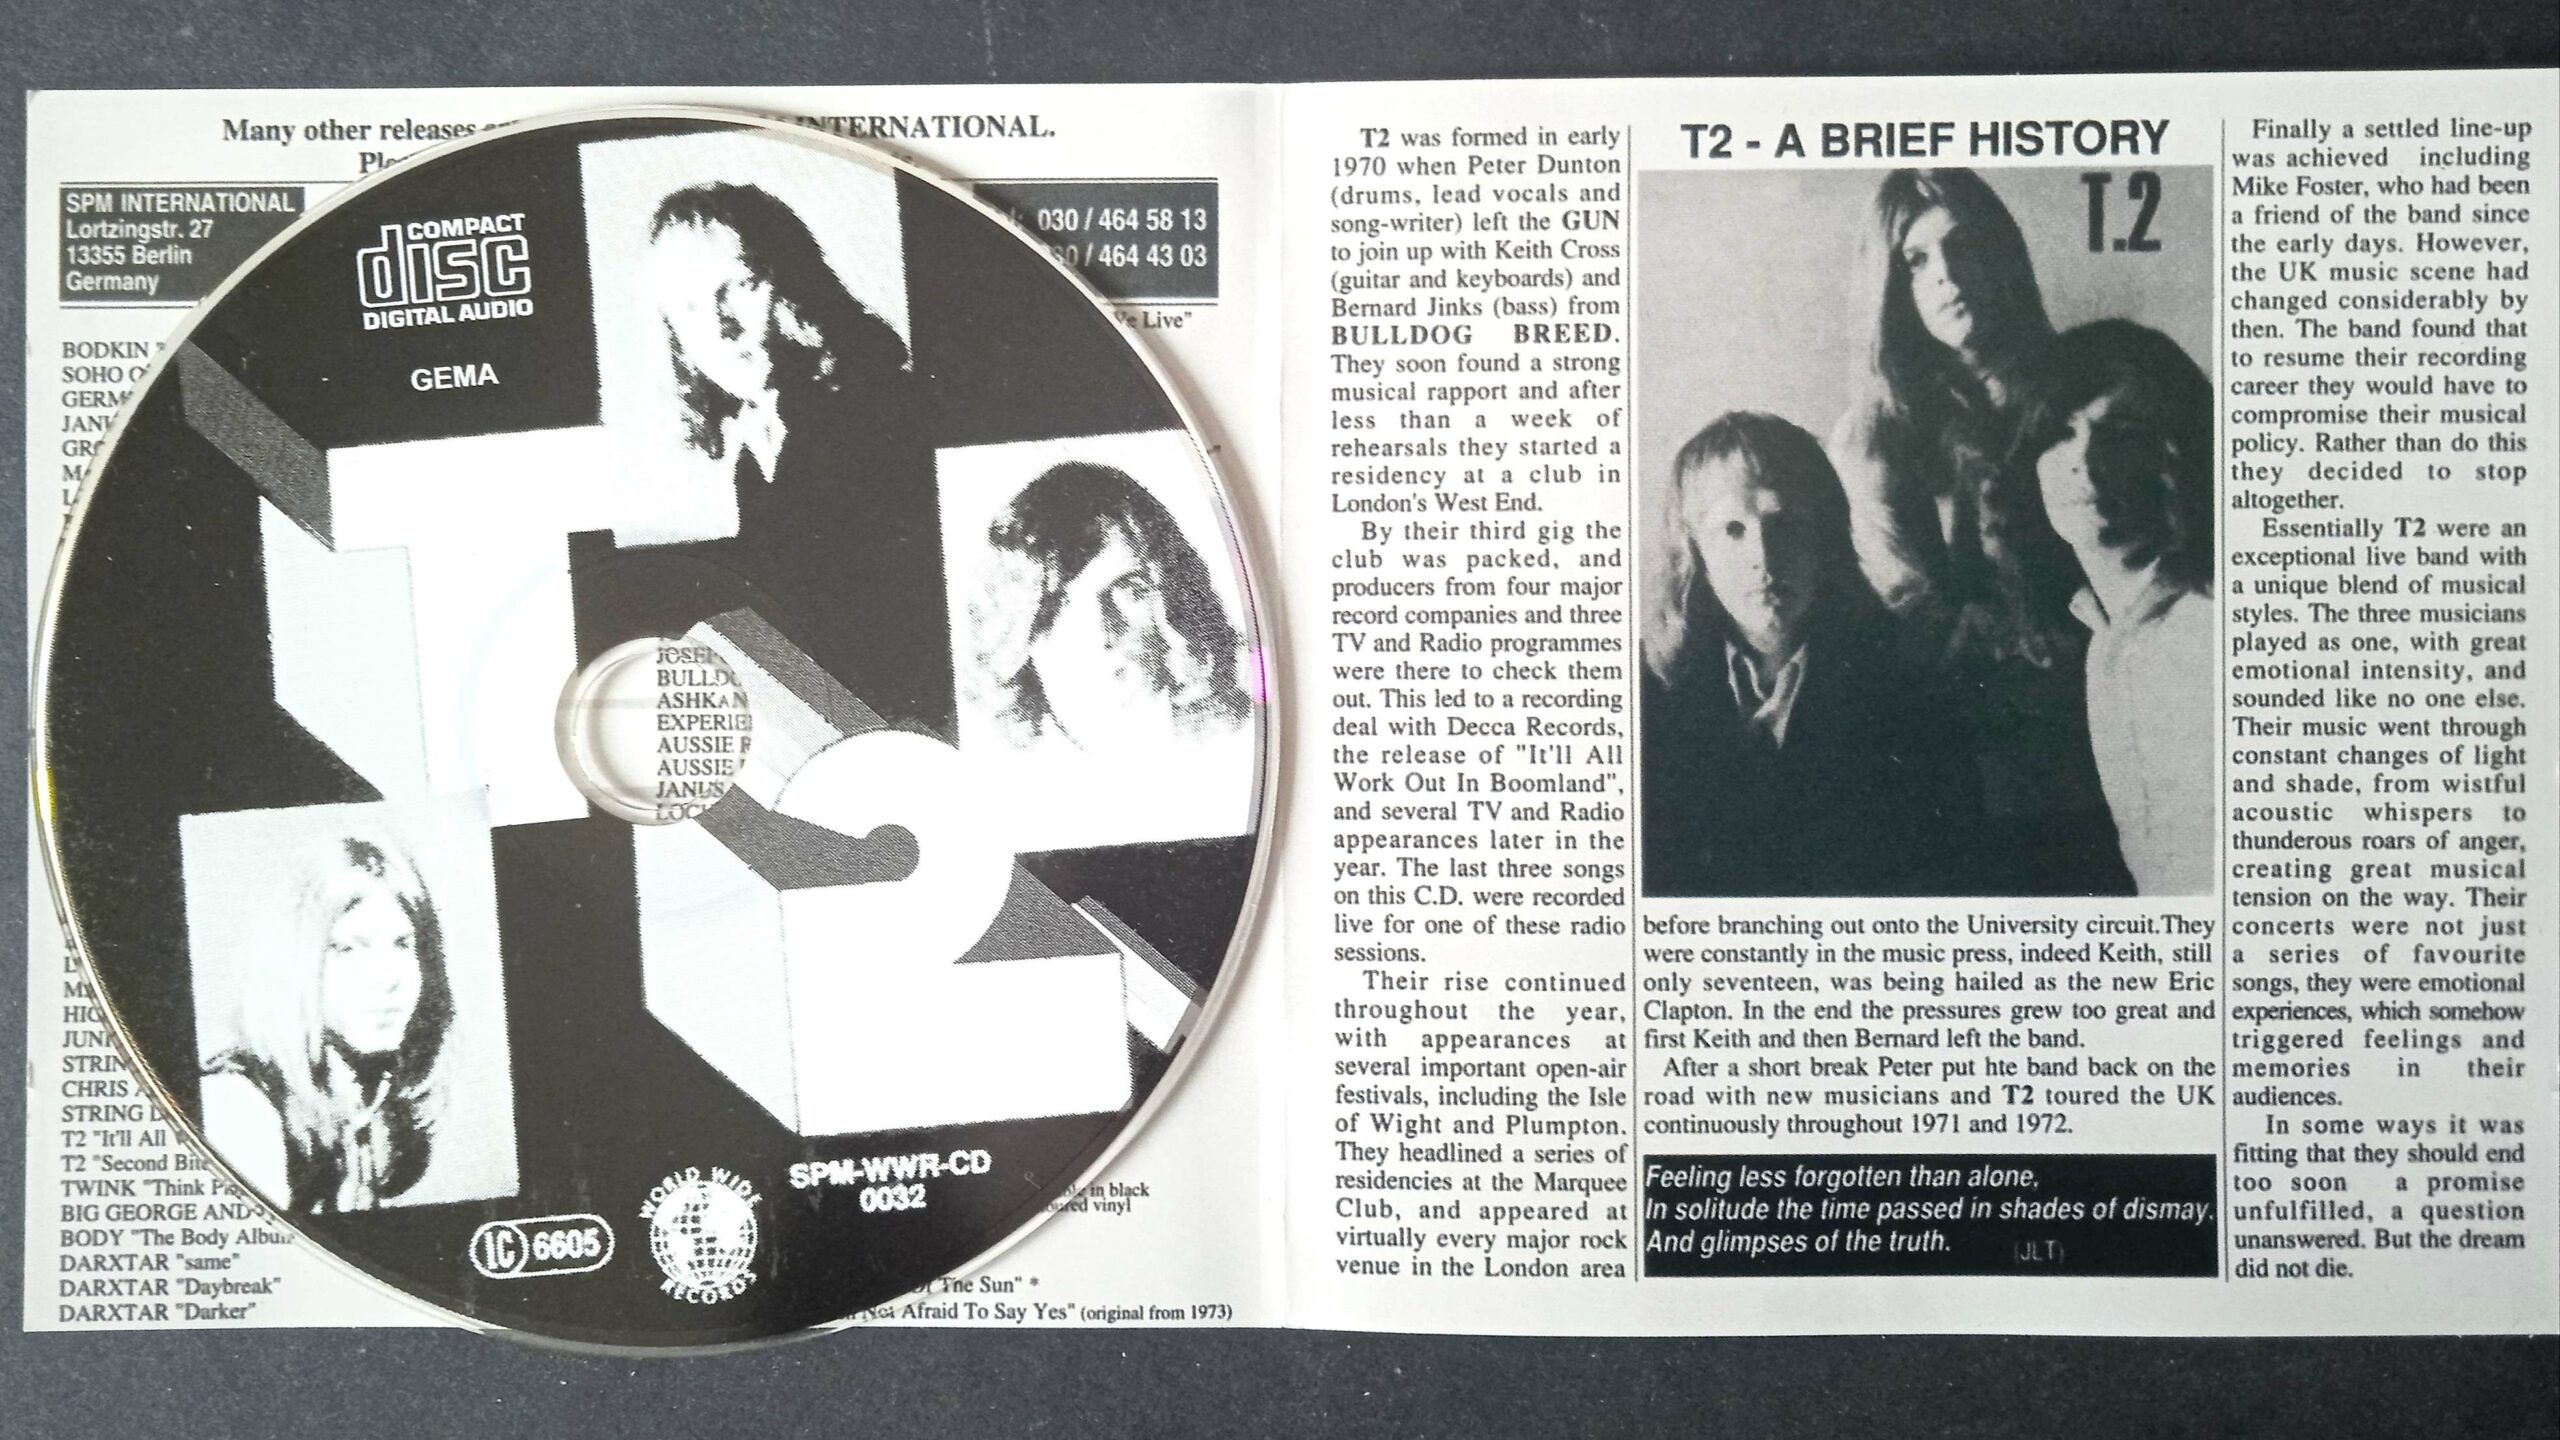 Many other releases
INTERNATIONAL.
SPM INTERNATIONAL
Lortzingstr. 27
13355 Berlin
Germany
030 / 464 58 13
/ 464 43 03
Live"
BODKIN
SOHO
T2 "It'll All
T2 "Second
TWINK "Think
BIG GEORGE AND
BODY "The Body
DARXTAR "same"
DARXTAR "Daybreak"
DARXTAR "Darker"
STRING
CHRIS
in black
vinyl
The Sun" *
Not Afraid To Say Yes" (original from 1973)
COMPACT
disc
DIGITAL AUDIO
GEMA
BULLDOG
ASHKAN
AUSSIE
AUSSIE
JANUS
T2
LC 6605
WORLD WIDE
RECORDS
SPM-WWR-CD
0032
T2 was formed in early
1970 when Peter Dunton
(drums, lead vocals and
song-writer) left the GUN
to join up with Keith Cross
(guitar and keyboards) and
Bernard Jinks (bass) from
BULLDOG BREED.
They soon found a strong
musical rapport and after
less than a week of
rehearsals they started a
residency at a club in
London's West End.
By their third gig the
club was packed, and
producers from four major
record companies and three
TV and Radio programmes
were there to check them
out. This led to a recording
deal with Decca Records,
the release of "It'll All
Work Out In Boomland",
and several TV and Radio
appearances later in the
year. The last three songs
on this C.D. were recorded
live for one of these radio
sessions.
Their rise continued
throughout the year,
with appearances at
several important open-air
festivals, including the Isle
of Wight and Plumpton.
They headlined a series of
residencies at the Marquee
Club, and appeared at
virtually every major rock
venue in the London area
T2 - A BRIEF HISTORY
T.2
before branching out onto the University circuit.They
were constantly in the music press, indeed Keith, still
only seventeen, was being hailed as the new Eric
Clapton. In the end the pressures grew too great and
first Keith and then Bernard left the band.
After a short break Peter put hte band back on the
road with new musicians and T2 toured the UK
continuously throughout 1971 and 1972.
Feeling less forgotten than alone,
In solitude the time passed in shades of dismay.
And glimpses of the truth. (JLT)
Finally a settled line-up
was achieved including
Mike Foster, who had been
a friend of the band since
the early days. However,
the UK music scene had
changed considerably by
then. The band found that
to resume their recording
career they would have to
compromise their musical
policy. Rather than do this
they decided to stop
altogether.
Essentially T2 were an
exceptional live band with
a unique blend of musical
styles. The three musicians
played as one, with great
emotional intensity, and
sounded like no one else.
Their music went through
constant changes of light
and shade, from wistful
acoustic whispers to
thunderous roars of anger,
creating great musical
tension on the way. Their
concerts were not just
a series of favourite
songs, they were emotional
experiences, which somehow
triggered feelings and
memories in their
audiences.
In some ways it was
fitting that they should end
too soon a promise
unfulfilled, a question
unanswered. But the dream
did not die.